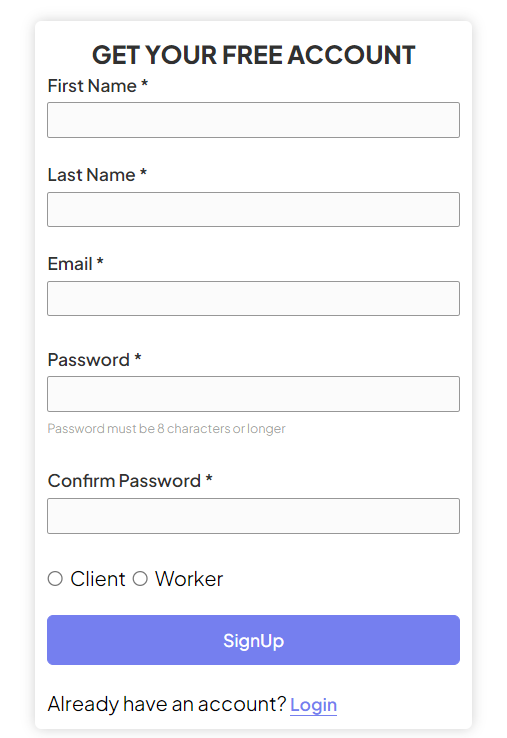 GET YOUR FREE ACCOUNT
First Name *
Last Name *
Email *
Password *
Password must be 8 characters or longer
Confirm Password *
Client Worker
SignUp
Already have an account? Login